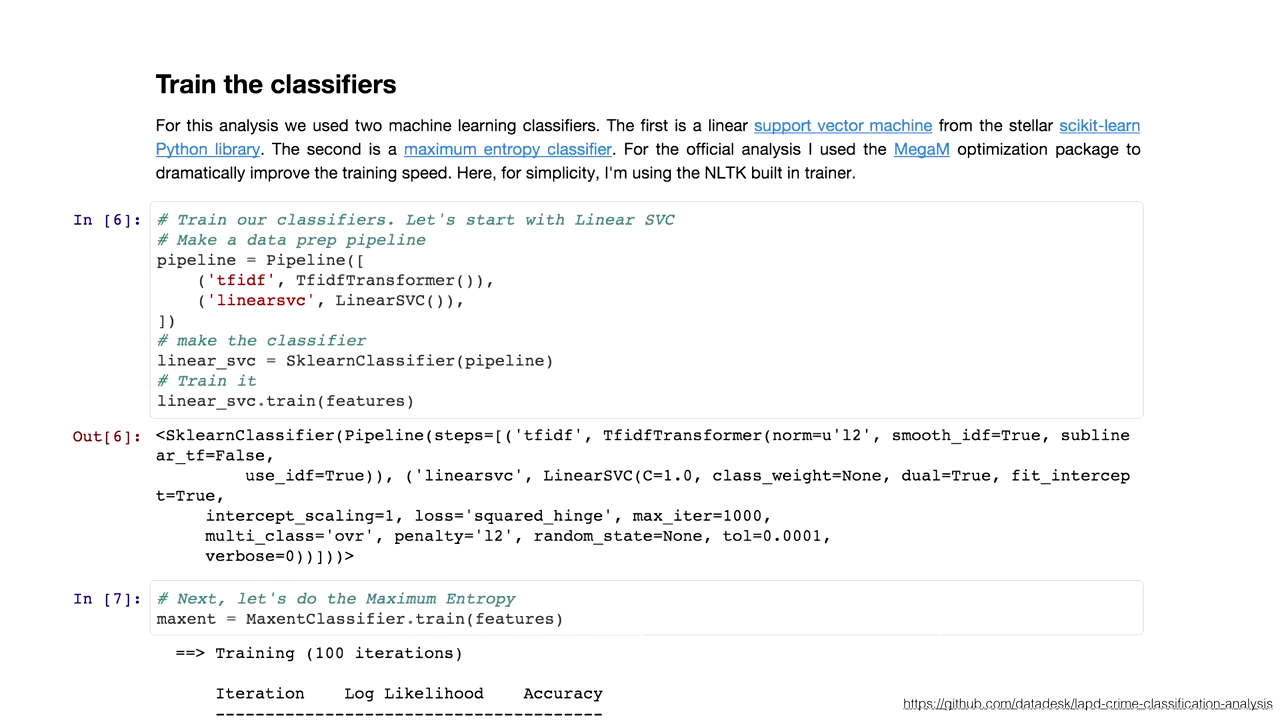 Train the classifiers
For this analysis we used two machine learning classifiers. The first is a linear support vector machine from the stellar scikit-learn
Python library. The second is a maximum entropy classifier. For the official analysis I used the MegaM optimization package to
dramatically improve the training speed. Here, for simplicity, I'm using the NLTK built in trainer.
In [6]: # Train our classifiers. Let's start with Linear SVC
# Make a data prep pipeline
pipeline = Pipeline([
    ('tfidf', TfidfTransformer()),
    ('linearsvc', LinearSVC()),
])
# make the classifier
linear_svc = SklearnClassifier(pipeline)
# Train it
linear_svc.train(features)
Out[6]: <SklearnClassifier(Pipeline(steps=[('tfidf', TfidfTransformer(norm=u'l2', smooth_idf=True, subline
ar_tf=False,
         use_idf=True)), ('linearsvc', LinearSVC(C=1.0, class_weight=None, dual=True, fit_intercep
t=True,
     intercept_scaling=1, loss='squared_hinge', max_iter=1000,
     multi_class='ovr', penalty='l2', random_state=None, tol=0.0001,
     verbose=0))]))>
In [7]: # Next, let's do the Maximum Entropy
maxent = MaxentClassifier.train(features)
  ==> Training (100 iterations)
      Iteration    Log Likelihood    Accuracy
      ---------------------------------------
https://github.com/datadesk/lapd-crime-classification-analysis